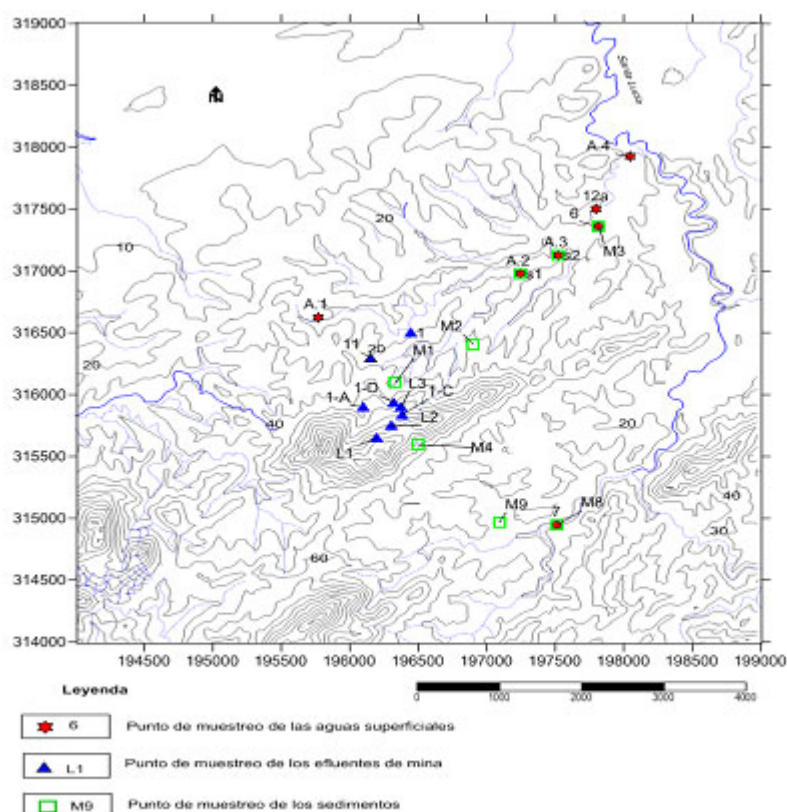 319000
318500
318000
317500
317000
316500
316000
315500
315000
314500
314000
Santa Lucia
A.4
12a
6
M3
20
10
A.3
s2
A.2
s1
A.1
1
M2
11
20
M1
20
1-D
L3
1-C
1-A
40
L2
20
L1
M4
M9
7
M8
40
30
60
194500 195000 195500 196000 196500 197000 197500 198000 198500 199000
Leyenda
0 1000 2000 3000 4000
6 Punto de muestreo de las aguas superficiales
L1 Punto de muestreo de los efluentes de mina
M9 Punto de muestreo de los sedimentos